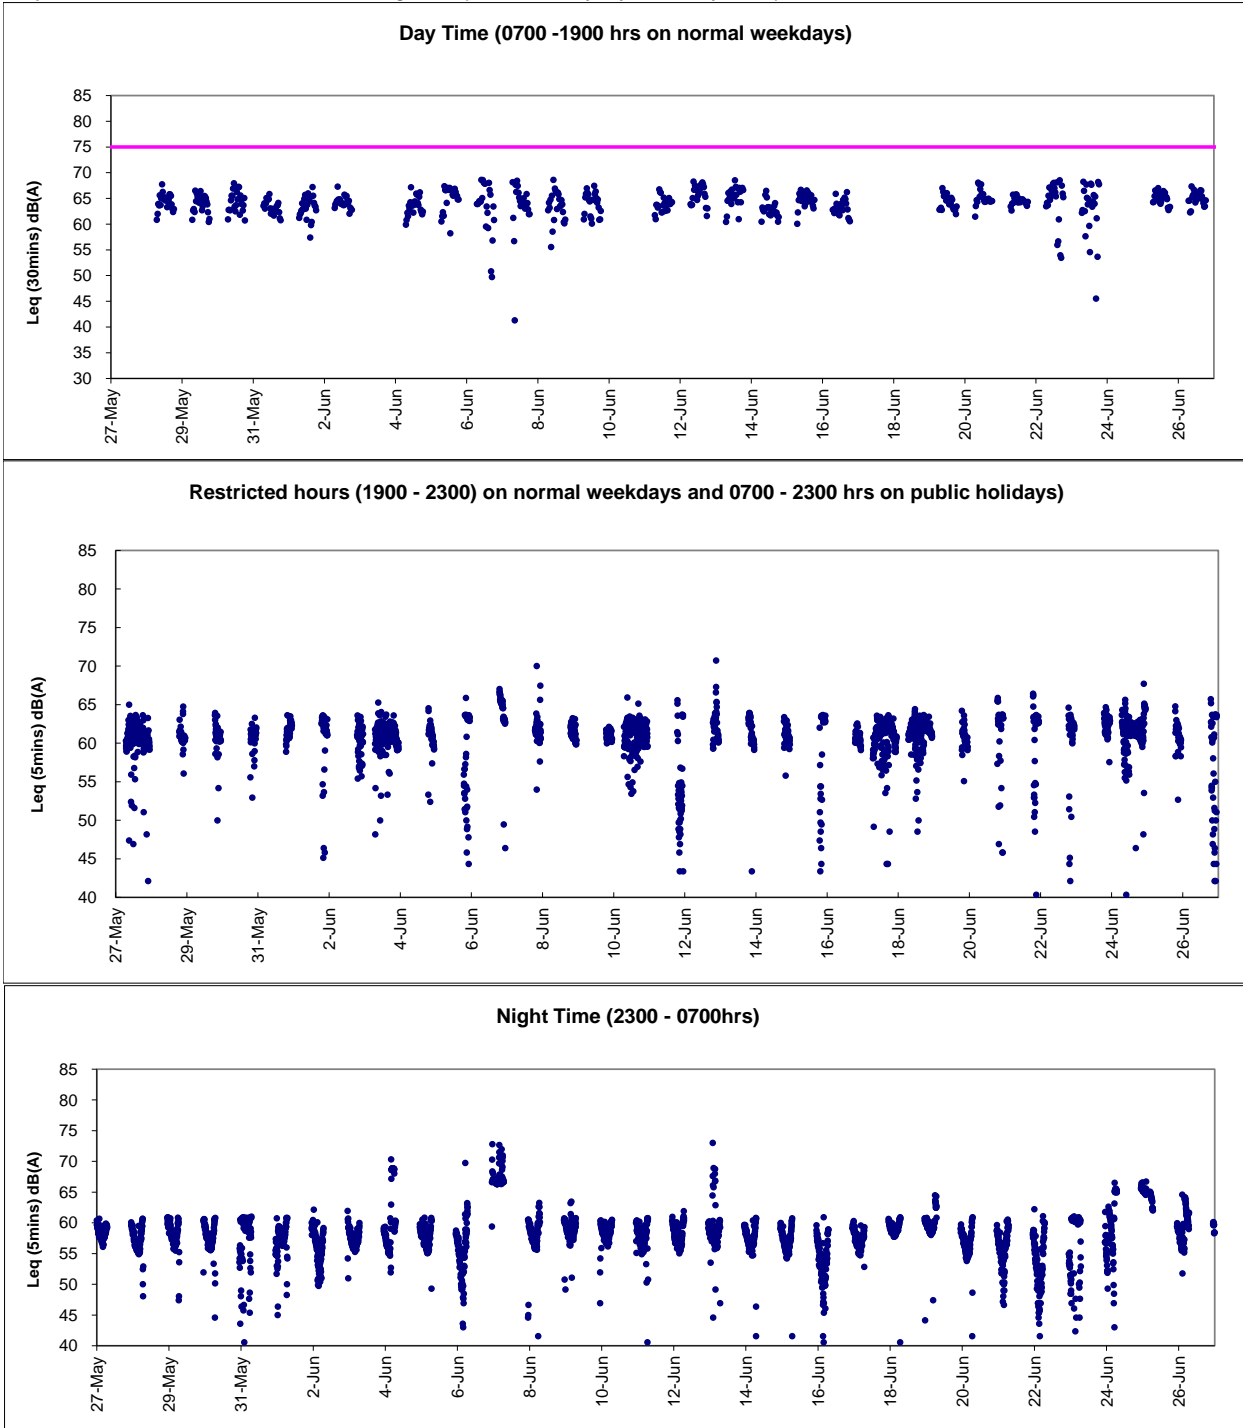 Day Time (0700 -1900 hrs on normal weekdays)
Leq (30mins) dB(A)
85
80
75
70
65
60
55
50
45
40
35
30
27-May
29-May
31-May
2-Jun
4-Jun
6-Jun
8-Jun
10-Jun
12-Jun
14-Jun
16-Jun
18-Jun
20-Jun
22-Jun
24-Jun
26-Jun
Restricted hours (1900 - 2300) on normal weekdays and 0700 - 2300 hrs on public holidays)
Leq (5mins) dB(A)
85
80
75
70
65
60
55
50
45
40
27-May
29-May
31-May
2-Jun
4-Jun
6-Jun
8-Jun
10-Jun
12-Jun
14-Jun
16-Jun
18-Jun
20-Jun
22-Jun
24-Jun
26-Jun
Night Time (2300 - 0700hrs)
Leq (5mins) dB(A)
85
80
75
70
65
60
55
50
45
40
27-May
29-May
31-May
2-Jun
4-Jun
6-Jun
8-Jun
10-Jun
12-Jun
14-Jun
16-Jun
18-Jun
20-Jun
22-Jun
24-Jun
26-Jun